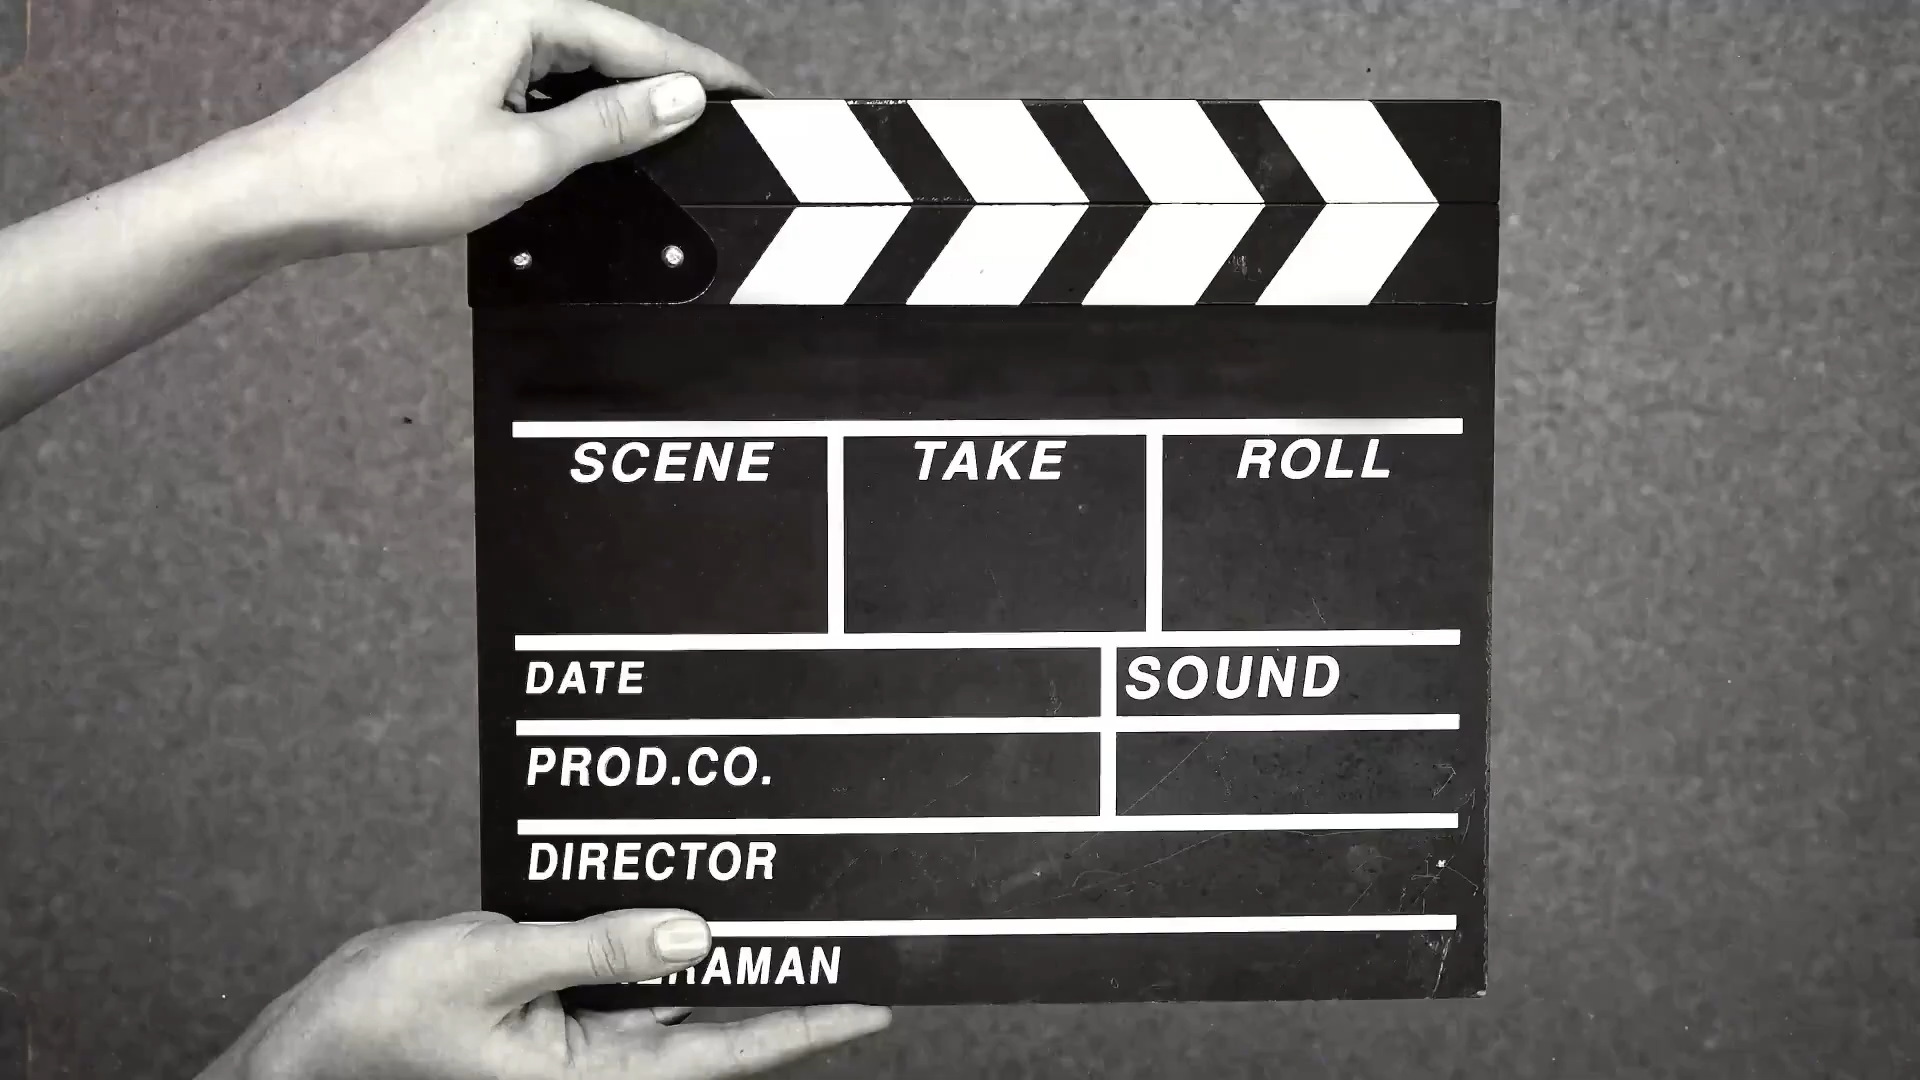 SCENE TAKE ROLL
DATE SOUND
PROD.CO.
DIRECTOR
ERAMAN